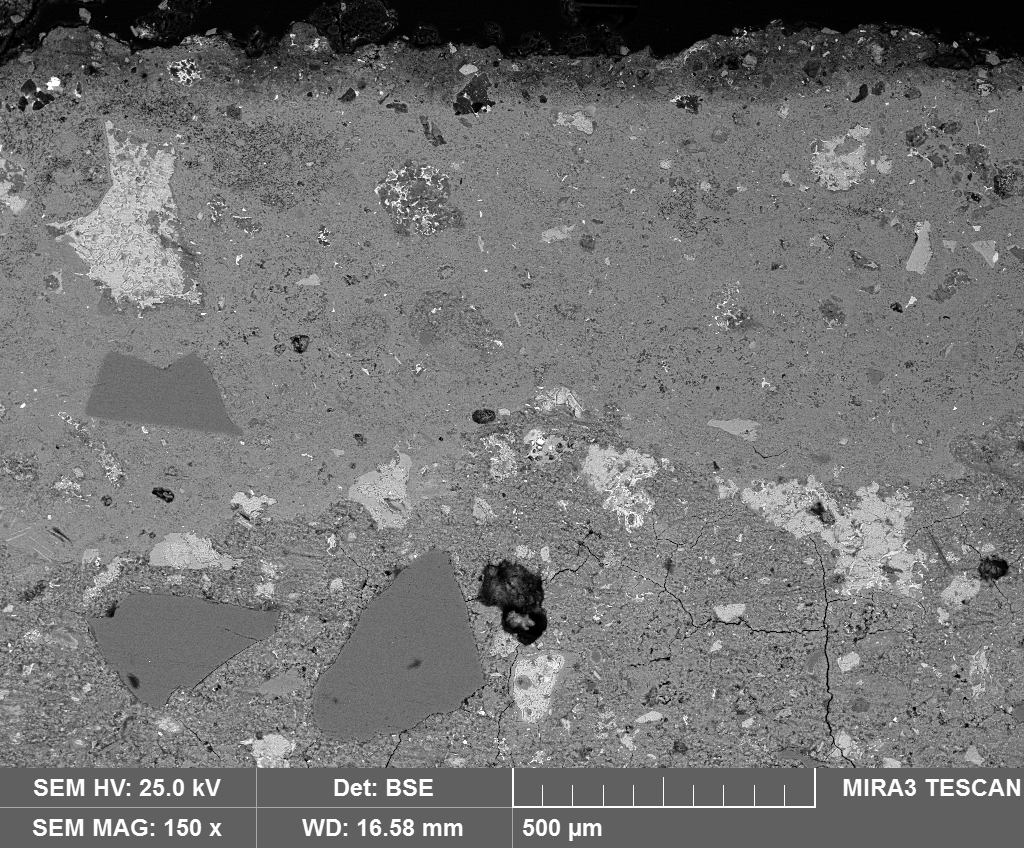 SEM HV: 25.0 kV
Det: BSE
MIRA3 TESCAN
SEM MAG: 150 x
WD: 16.58 mm
500 µm